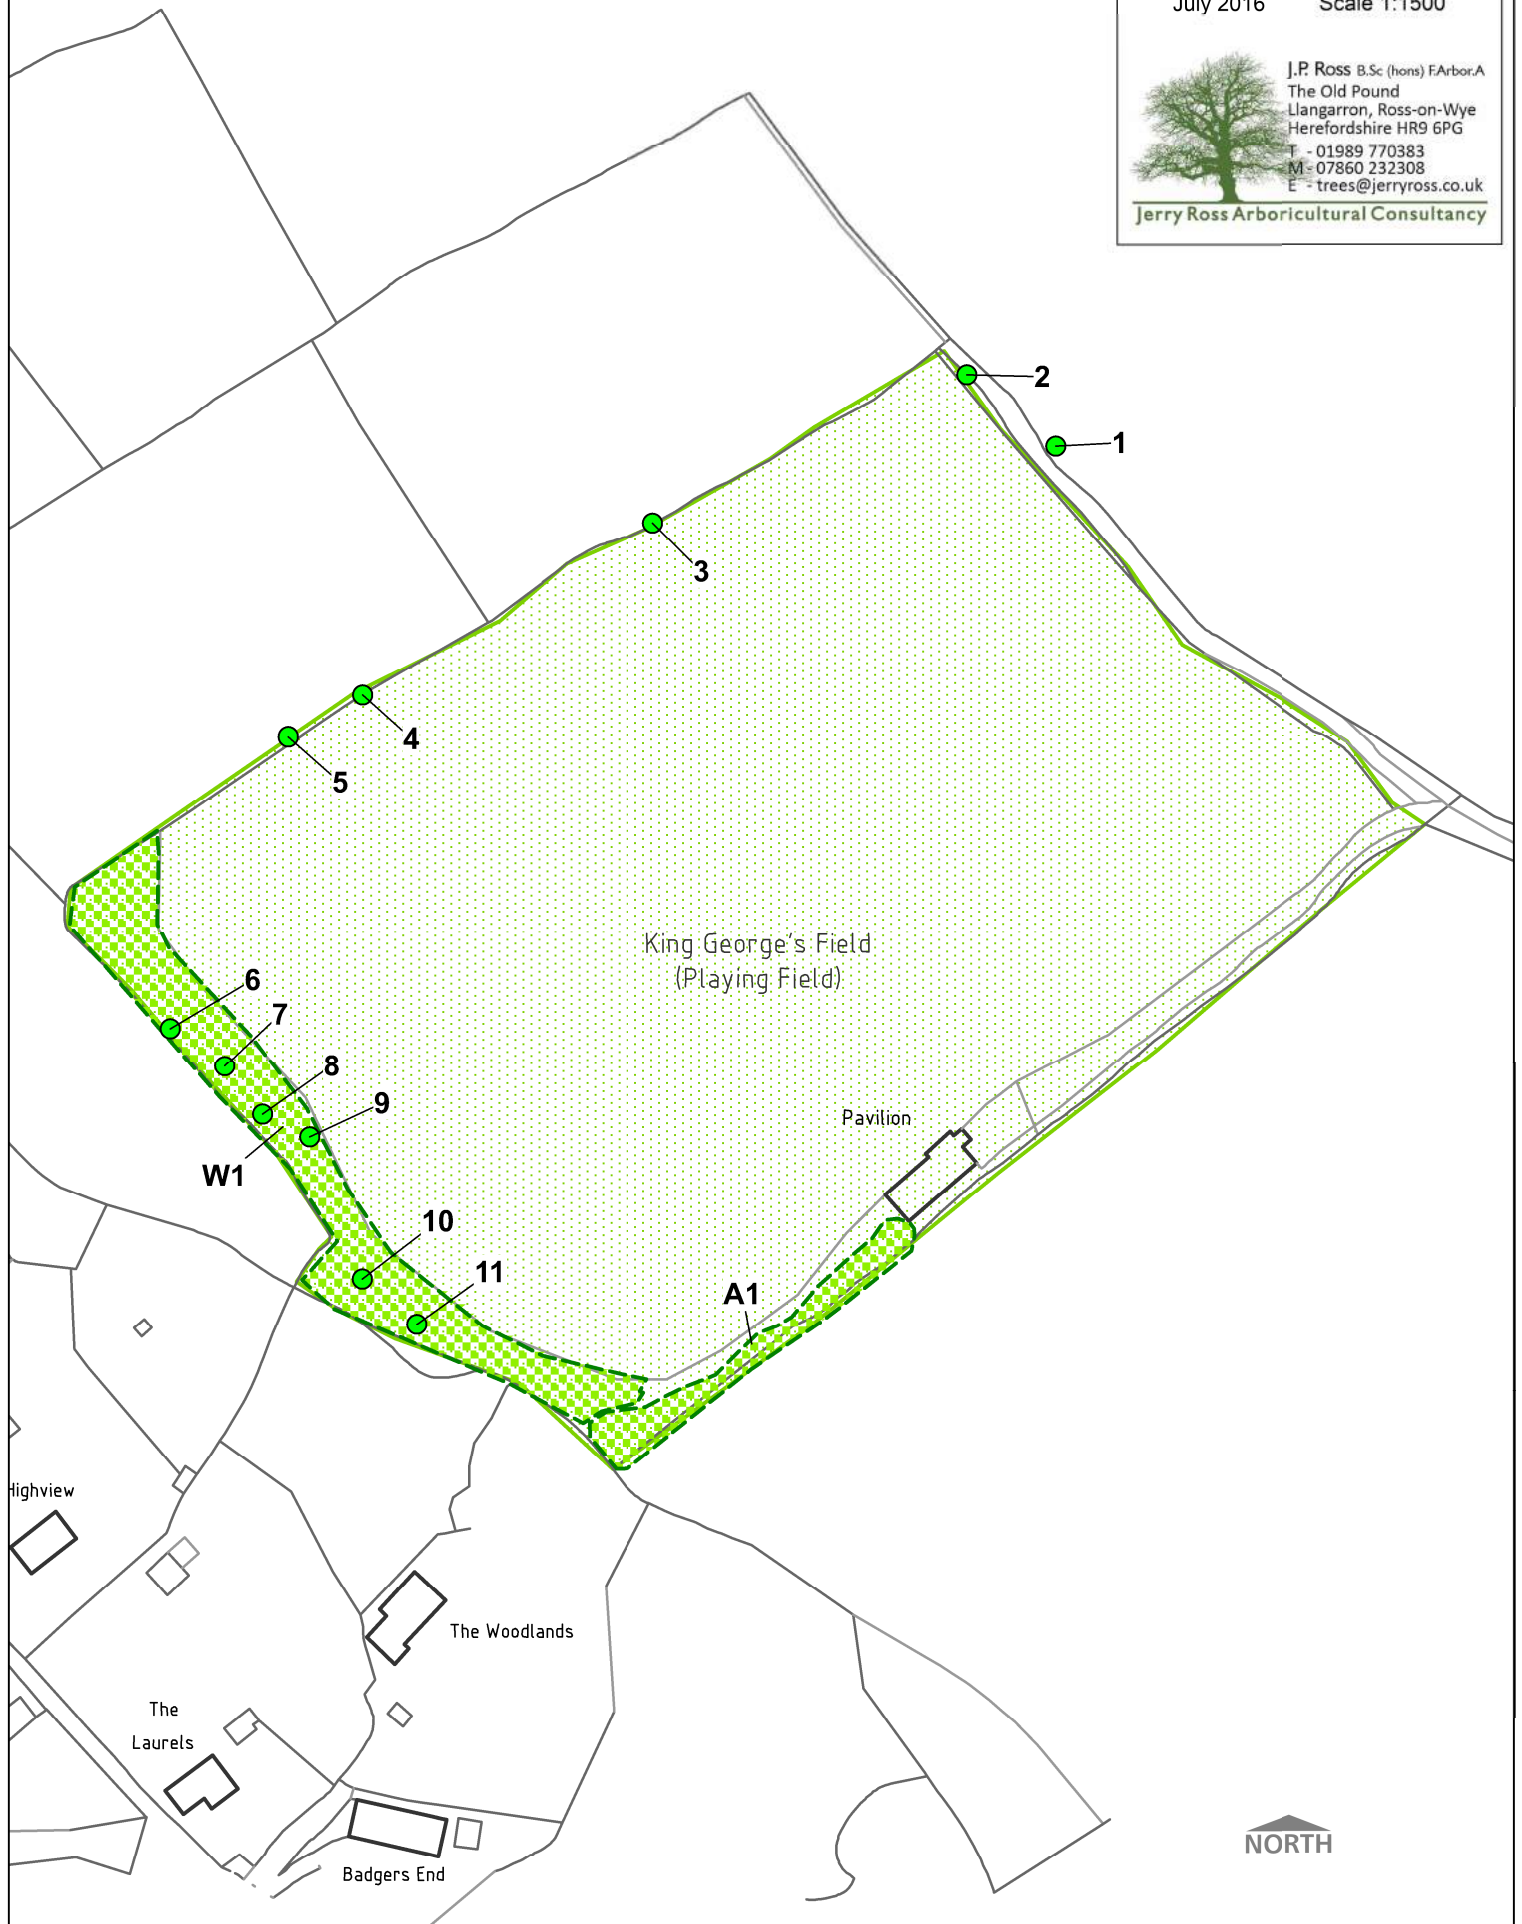 July 2016 Scale 1:1500
J.P. Ross B.Sc (hons) F.Arbor.A
The Old Pound
Llangarron, Ross-on-Wye
Herefordshire HR9 6PG
T - 01989 770383
M - 07860 232308
E - trees@jerryross.co.uk
Jerry Ross Arboricultural Consultancy
2
1
3
4
5
King George's Field
(Playing Field)
6
7
8
9
Pavilion
W1
10
11
A1
Highview
The Woodlands
The
Laurels
NORTH
Badgers End